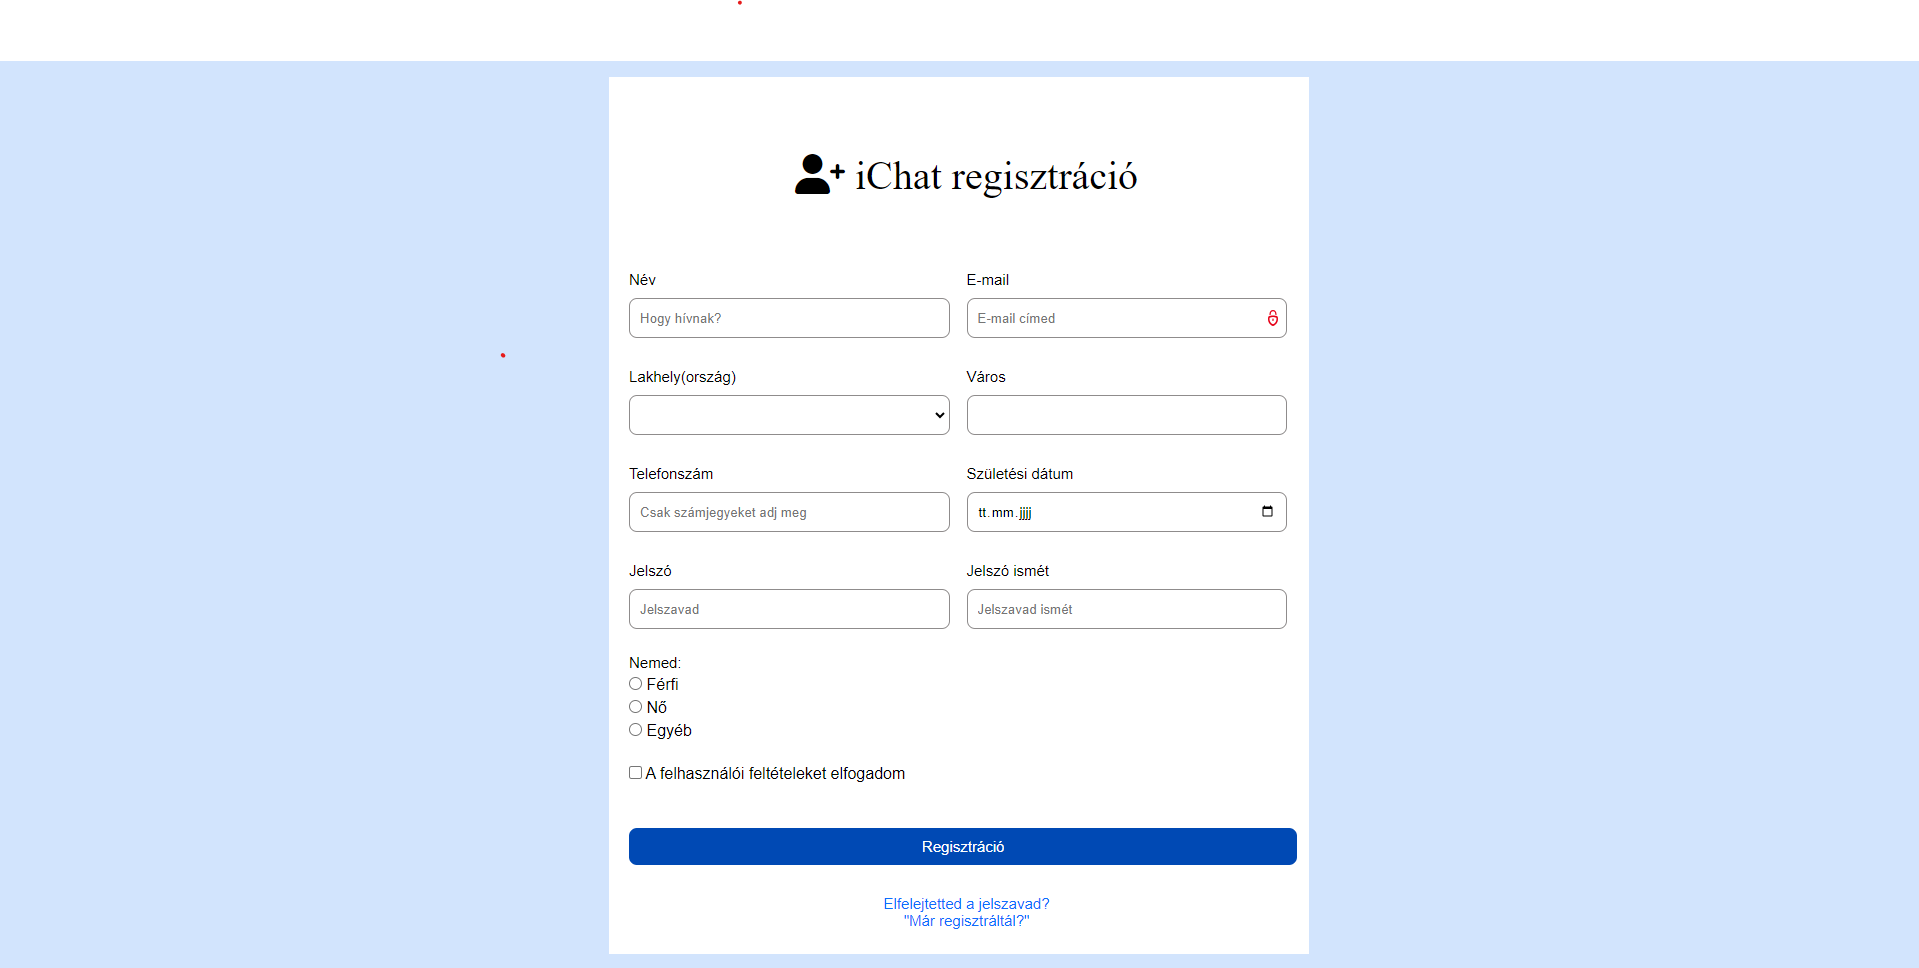 iChat regisztráció
Név
E-mail
Hogy hívnak?
E-mail címed
Lakhely(ország)
Város
Telefonszám
Születési dátum
Csak számjegyeket adj meg
tt.mm.jjjj
Jelszó
Jelszó ismét
Jelszavad
Jelszavad ismét
Nemed:
Férfi
Nő
Egyéb
A felhasználói feltételeket elfogadom
Regisztráció
Elfelejtetted a jelszavad?
"Már regisztráltál?"